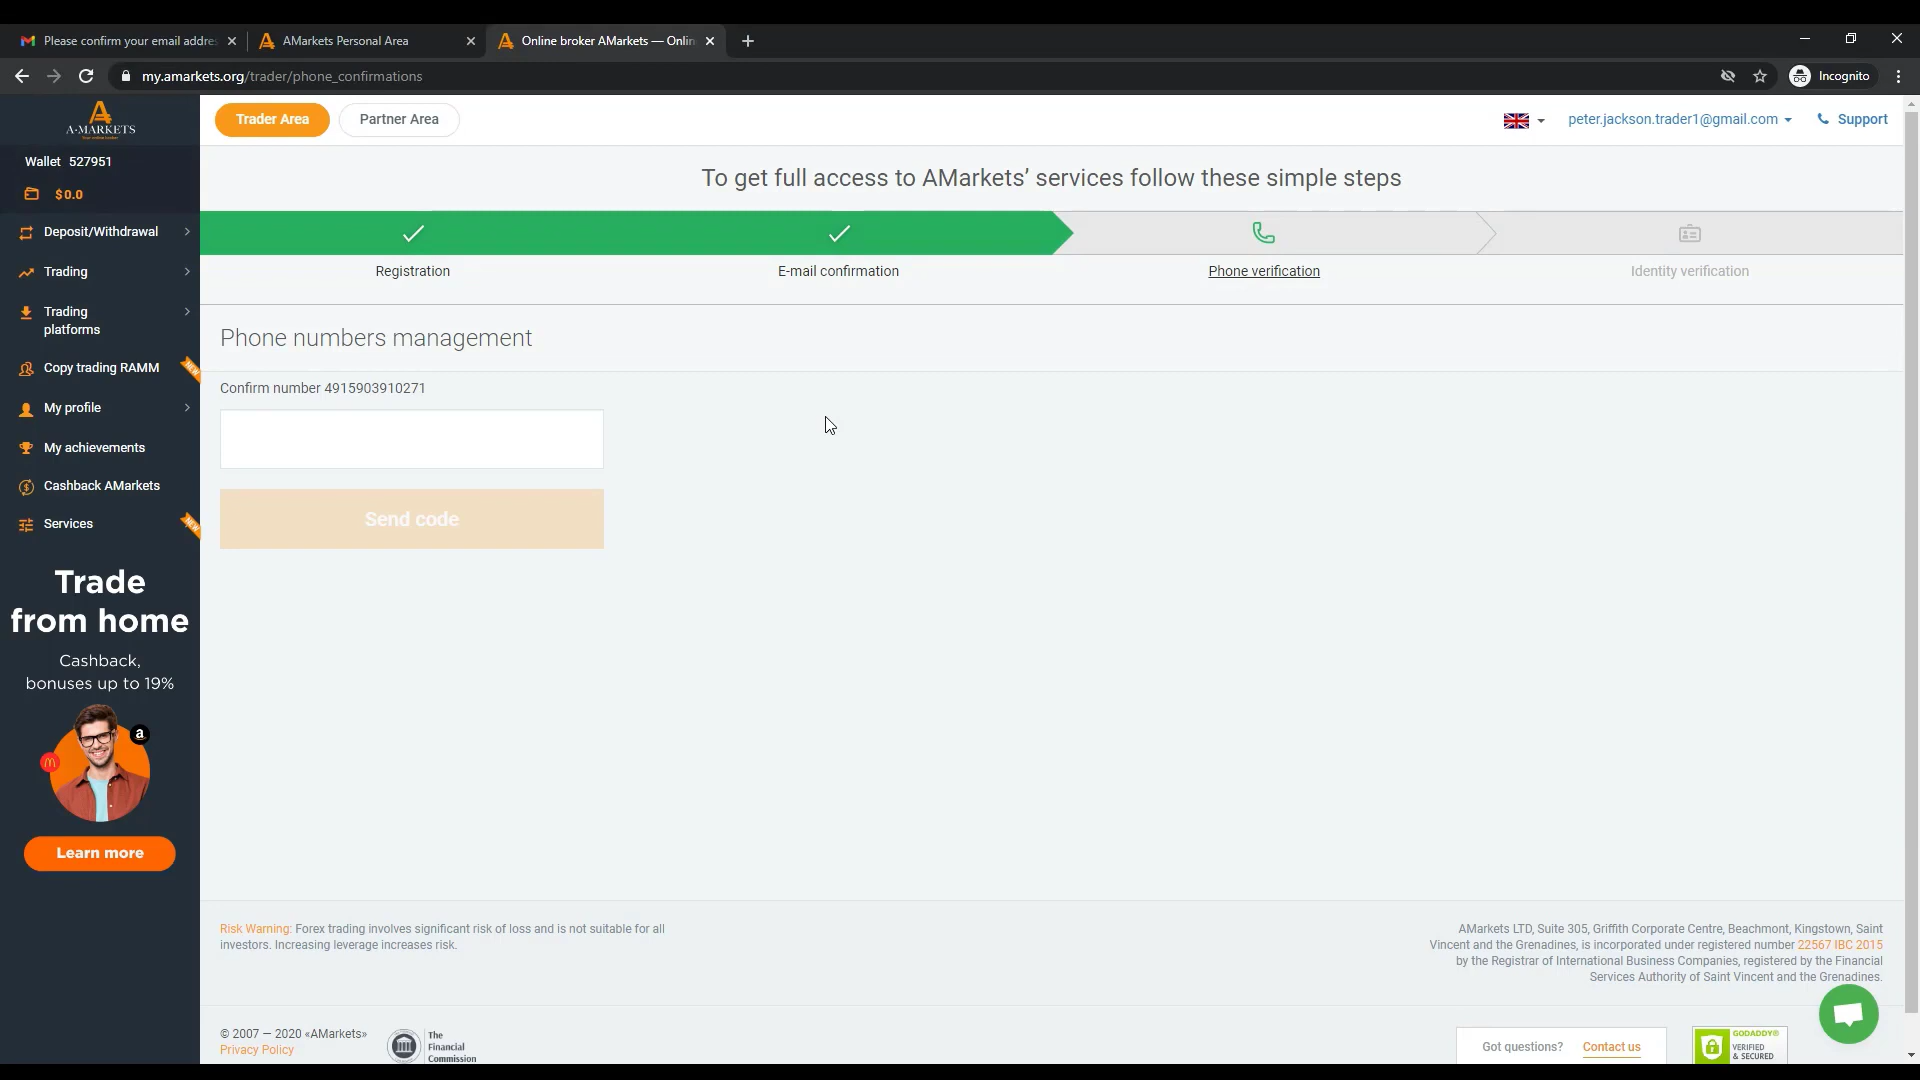 Please confirm your email addre
AMarkets Personal Area
Online broker AMarkets — Onlin
my.amarkets.org/trader/phone_confirmations
Incognito
A-MARKETS
Wallet 527951
$0.0
Deposit/Withdrawal
Trading
Trading
platforms
Copy trading RAMM
NEW
My profile
My achievements
Cashback AMarkets
Services
NEW
Trade
from home
Cashback,
bonuses up to 19%
a
Learn more
Trader Area
Partner Area
peter.jackson.trader1@gmail.com
Support
To get full access to AMarkets’ services follow these simple steps
Registration
E-mail confirmation
Phone verification
Identity verification
Phone numbers management
Confirm number 4915903910271
Send code
Risk Warning: Forex trading involves significant risk of loss and is not suitable for all
investors. Increasing leverage increases risk.
AMarkets LTD, Suite 305, Griffith Corporate Centre, Beachmont, Kingstown, Saint
Vincent and the Grenadines, is incorporated under registered number 22567 IBC 2015
by the Registrar of International Business Companies, registered by the Financial
Services Authority of Saint Vincent and the Grenadines.
© 2007 — 2020 «AMarkets»
Privacy Policy
The
Financial
Commission
Got questions? Contact us
GODADDY®
VERIFIED
& SECURED